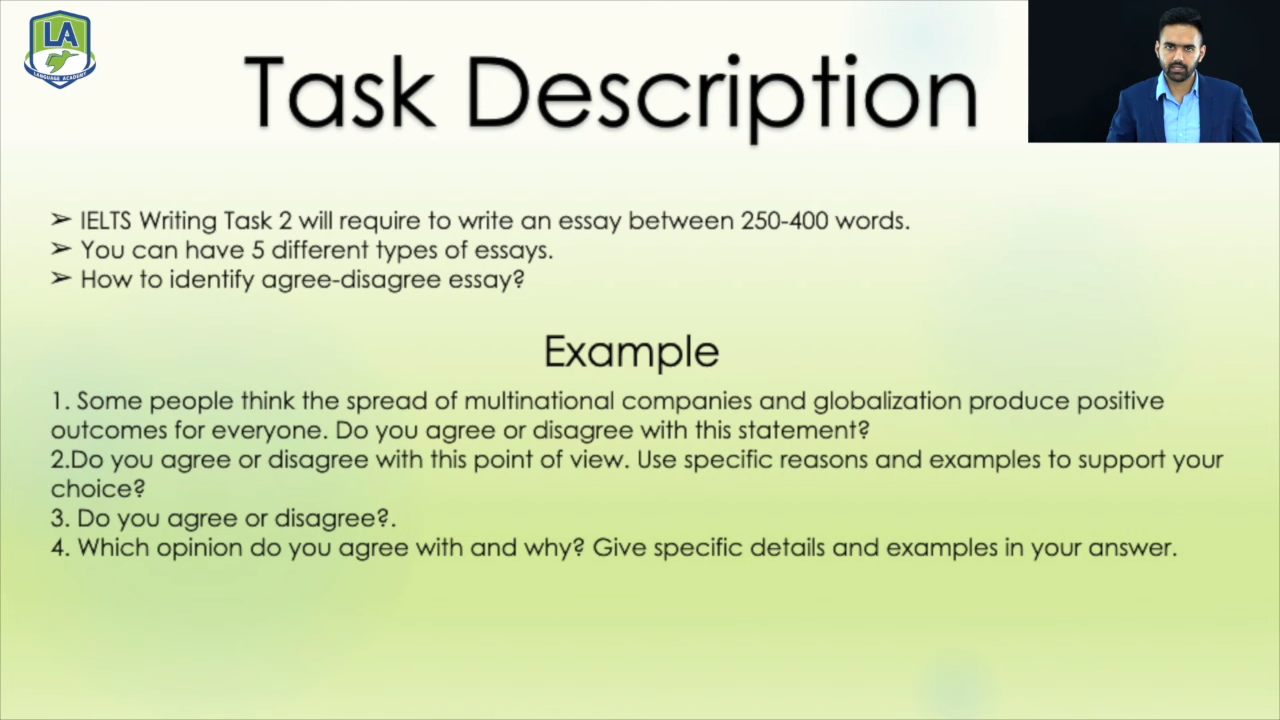 LA
LANGUAGE ACADEMY
Task Description
➢ IELTS Writing Task 2 will require to write an essay between 250-400 words.
➢ You can have 5 different types of essays.
➢ How to identify agree-disagree essay?
Example
1. Some people think the spread of multinational companies and globalization produce positive
outcomes for everyone. Do you agree or disagree with this statement?
2.Do you agree or disagree with this point of view. Use specific reasons and examples to support your
choice?
3. Do you agree or disagree?.
4. Which opinion do you agree with and why? Give specific details and examples in your answer.